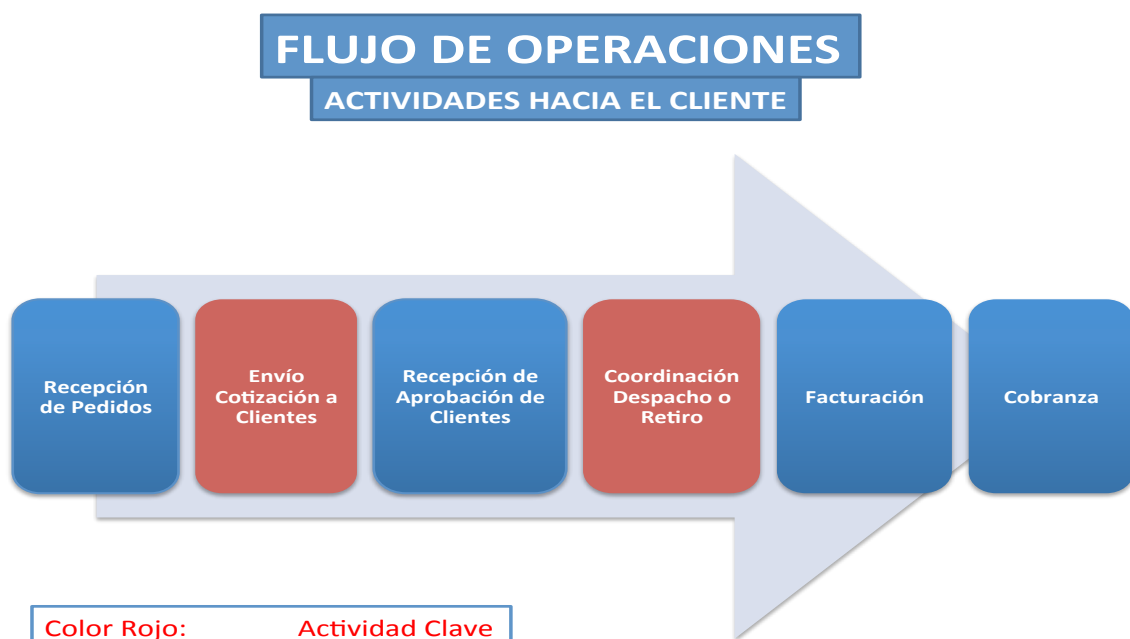 FLUJO DE OPERACIONES
ACTIVIDADES HACIA EL CLIENTE
Recepción
de Pedidos
Envío
Cotización a
Clientes
Recepción de
Aprobación de
Clientes
Coordinación
Despacho o
Retiro
Facturación
Cobranza
Color Rojo: Actividad Clave